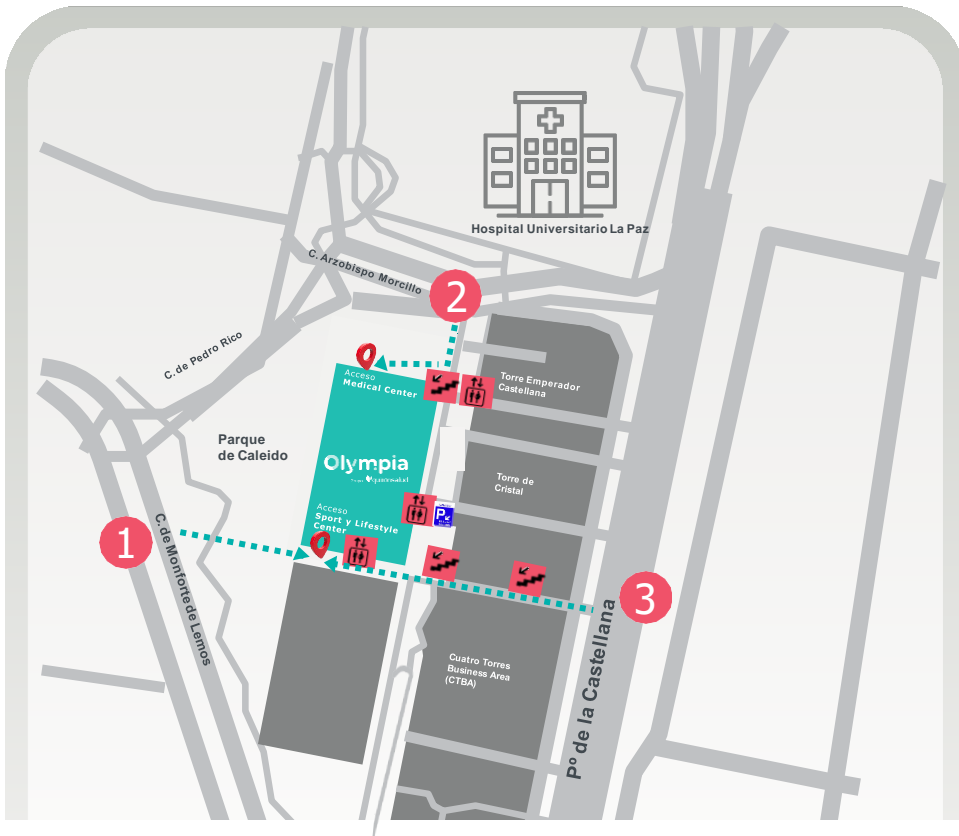 Hospital Universitario La Paz
C. Arzobispo Morcillo
2
C. de Pedro Rico
Acceso
Medical Center
Torre Emperador
Castellana
Parque
de Caleido
Olympia
quirónsalud
Torre de
Cristal
Acceso
Sport y Lifestyle
Center
P
1
C. de Monforte de Lemos
3
Cuatro Torres
Business Area
(CTBA)
Pº de la Castellana